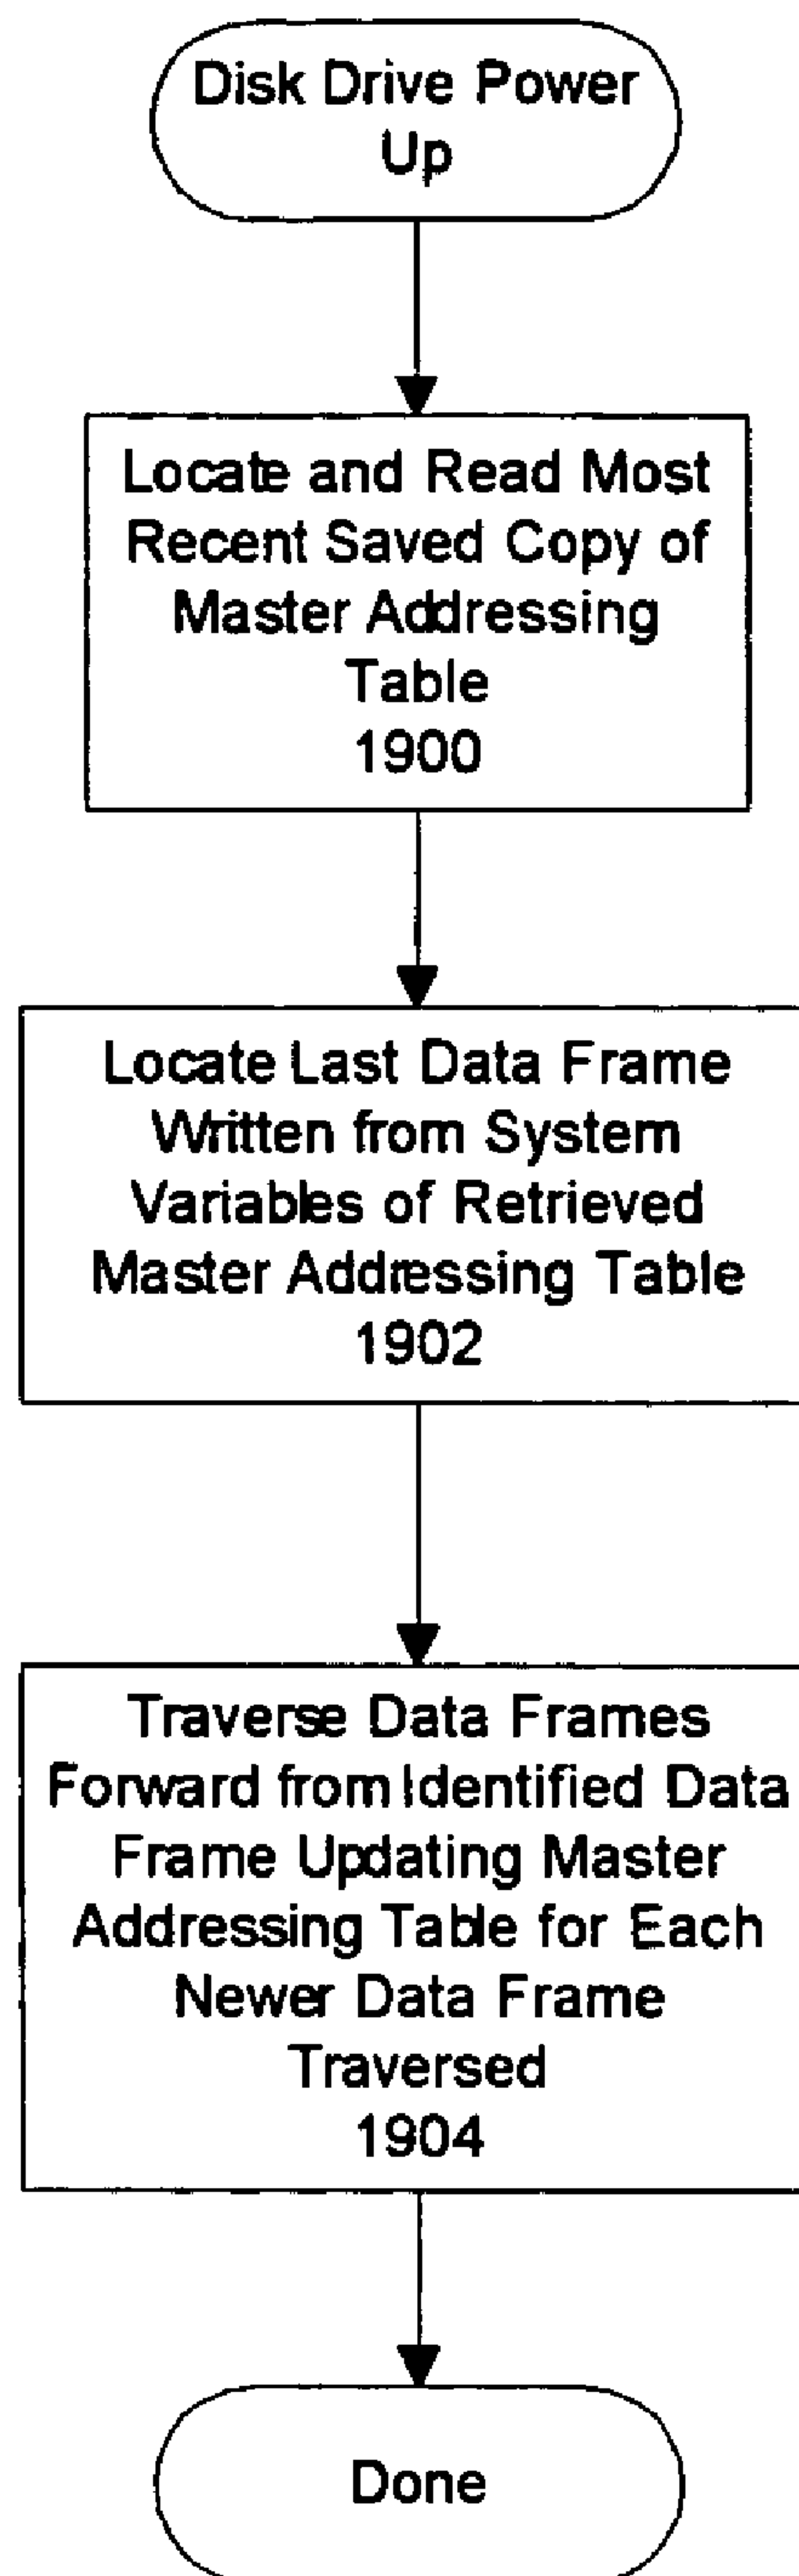 Disk Drive Power
Up
Locate and Read Most
Recent Saved Copy of
Master Addressing
Table
1900
Locate Last Data Frame
Written from System
Variables of Retrieved
Master Addressing Table
1902
Traverse Data Frames
Forward from Identified Data
Frame Updating Master
Addressing Table for Each
Newer Data Frame
Traversed
1904
Done